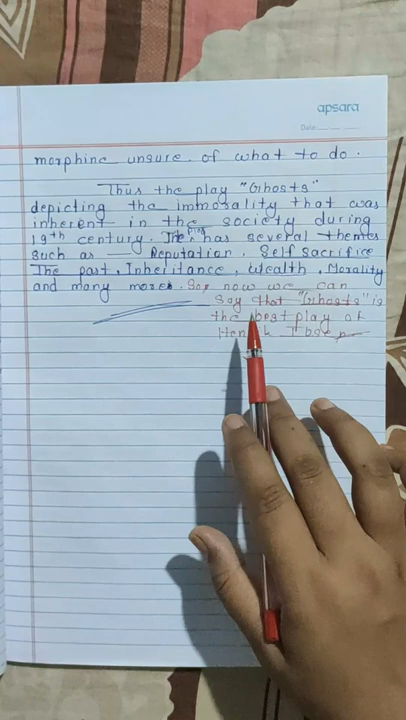 apsara
Date:
morphine unsure of what to do.
Thus the play "Ghosts"
depicting the immorality that was
inherent in the society during
19th century. The play has several themes
such as — Reputation, Self Sacrifice
The past, Inheritance, Wealth, Morality
and many more. So, now we can
say that "Ghosts" is
the best play of
Henrik Ibsen